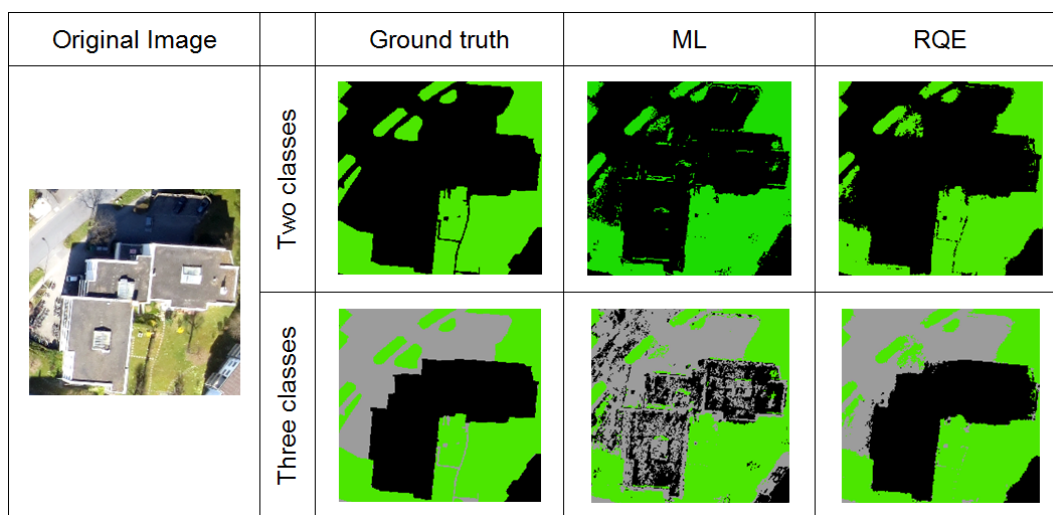 Original Image
Ground truth
ML
RQE
Two classes
Three classes